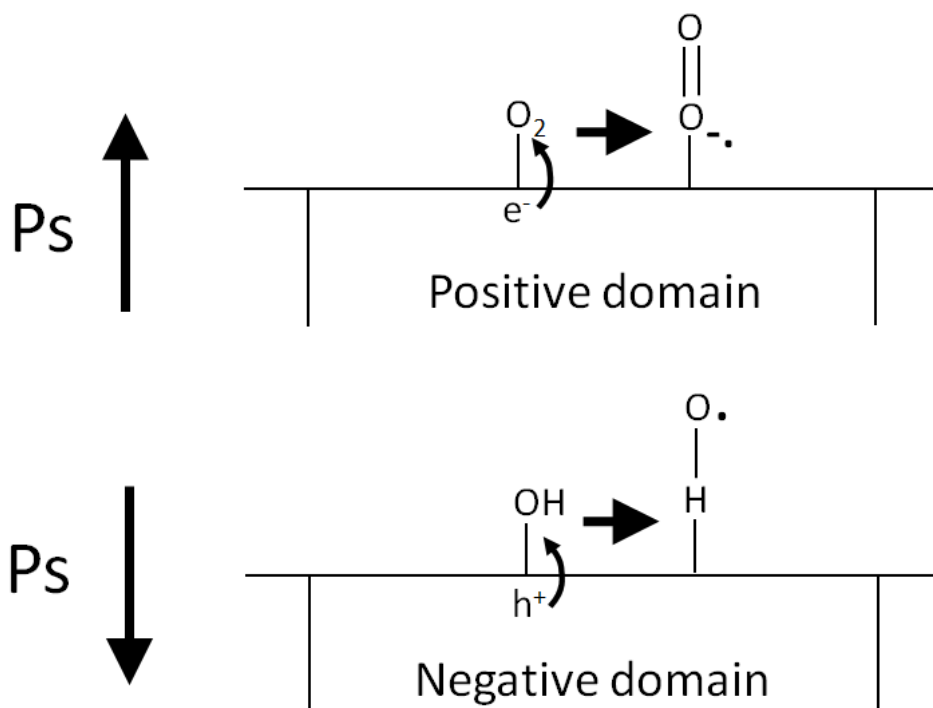 O
O₂
O-.
Ps
e⁻
Positive domain
O.
OH
H
Ps
h⁺
Negative domain